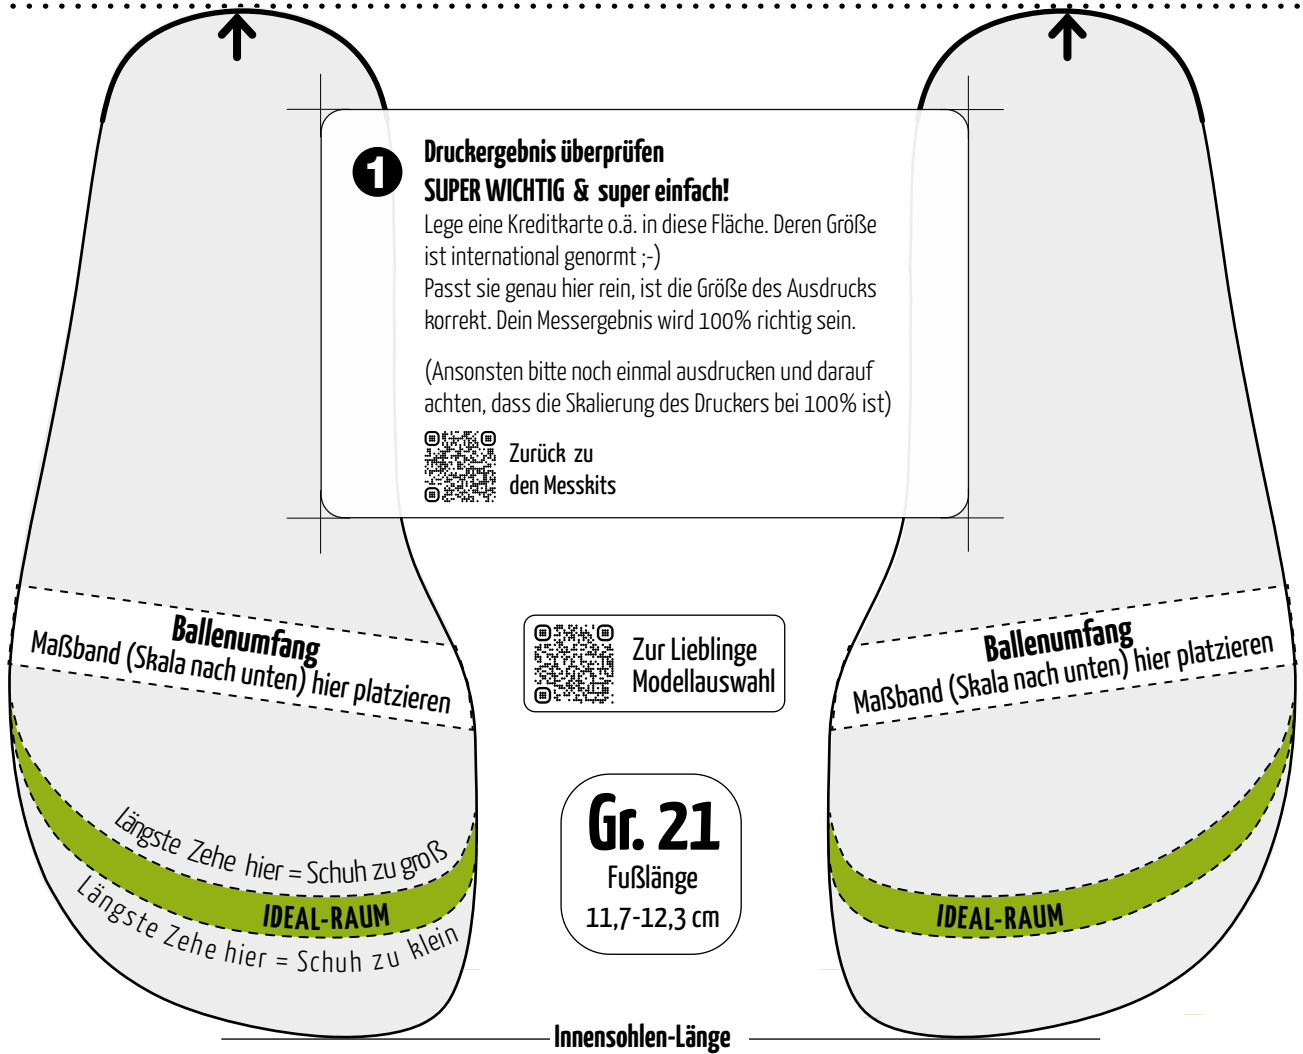 1
Druckergebnis überprüfen
SUPER WICHTIG & super einfach!
Lege eine Kreditkarte o.ä. in diese Fläche. Deren Größe
ist international genormt ;-)
Passt sie genau hier rein, ist die Größe des Ausdrucks
korrekt. Dein Messergebnis wird 100% richtig sein.
(Ansonsten bitte noch einmal ausdrucken und darauf
achten, dass die Skalierung des Druckers bei 100% ist)
Zurück zu
den Messkits
Ballenumfang
Maßband (Skala nach unten) hier platzieren
Zur Lieblinge
Modellauswahl
Ballenumfang
Maßband (Skala nach unten) hier platzieren
Längste Zehe hier = Schuh zu groß
IDEAL-RAUM
Längste Zehe hier = Schuh zu klein
Gr. 21
Fußlänge
11,7-12,3 cm
IDEAL-RAUM
Innensohlen-Länge